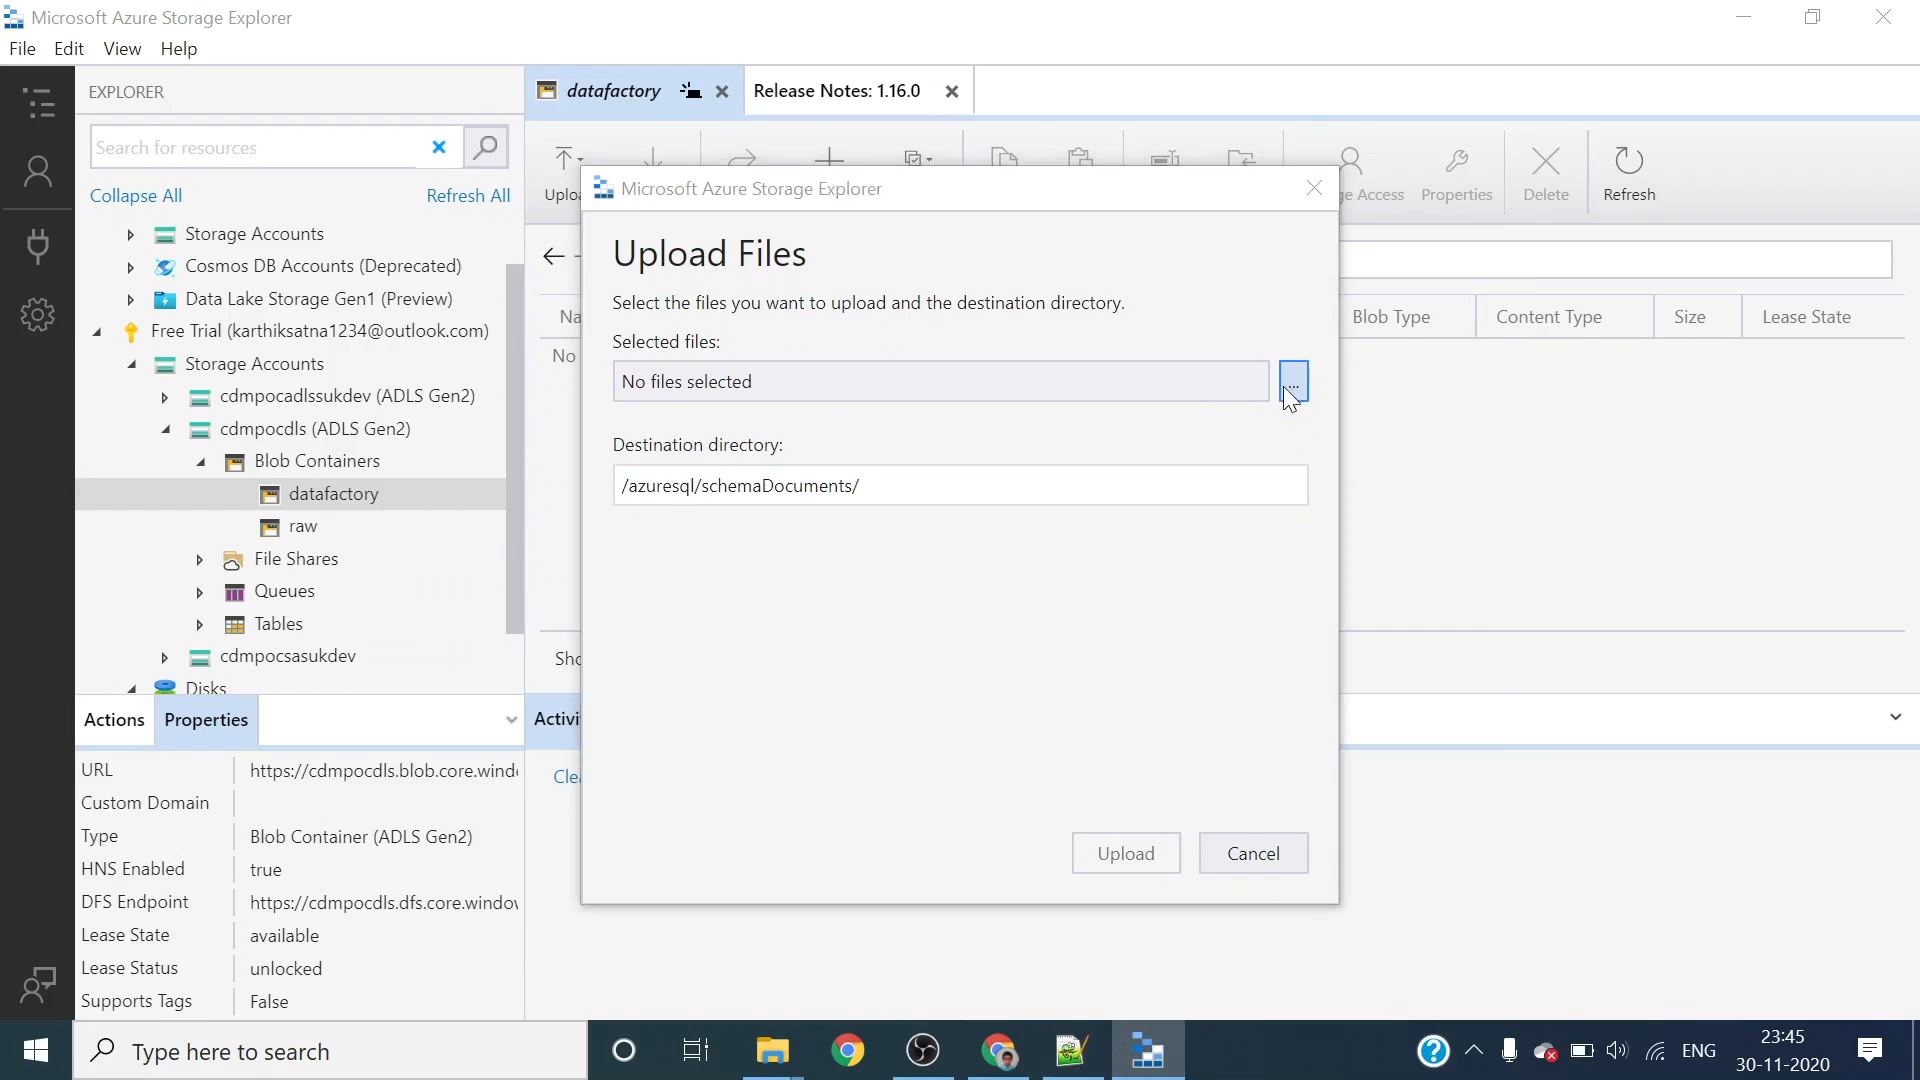 Microsoft Azure Storage Explorer
File Edit View Help
EXPLORER
Search for resources
Collapse All Refresh All
Storage Accounts
Cosmos DB Accounts (Deprecated)
Data Lake Storage Gen1 (Preview)
Free Trial (karthiksatna1234@outlook.com)
Storage Accounts
cdmpocadlssukdev (ADLS Gen2)
cdmpocdls (ADLS Gen2)
Blob Containers
datafactory
raw
File Shares
Queues
Tables
cdmpocsasukdev
Disks
Actions Properties
URL https://cdmpocdls.blob.core.wind
Custom Domain
Type Blob Container (ADLS Gen2)
HNS Enabled true
DFS Endpoint https://cdmpocdls.dfs.core.windo
Lease State available
Lease Status unlocked
Supports Tags False
datafactory Release Notes: 1.16.0
Properties Delete Refresh
Access
Blob Type Content Type Size Lease State
No
Microsoft Azure Storage Explorer
Upload Files
Select the files you want to upload and the destination directory.
Selected files:
No files selected ...
Destination directory:
/azuresql/schemaDocuments/
Upload Cancel
Type here to search
ENG
23:45
30-11-2020